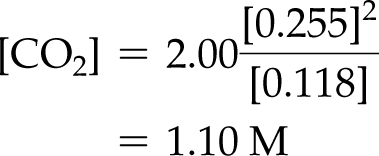 [CO₂] = 2.00 [0.255]² / [0.118]
= 1.10 M